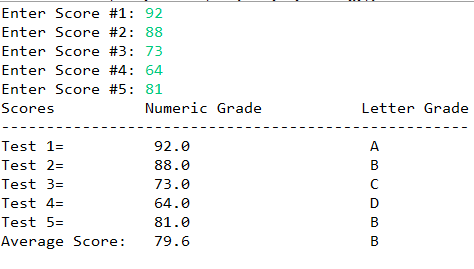 Enter Score #1: 92
Enter Score #2: 88
Enter Score #3: 73
Enter Score #4: 64
Enter Score #5: 81
Scores          Numeric Grade           Letter Grade
----------------------------------------------------
Test 1=          92.0                    A
Test 2=          88.0                    B
Test 3=          73.0                    C
Test 4=          64.0                    D
Test 5=          81.0                    B
Average Score:   79.6                    B